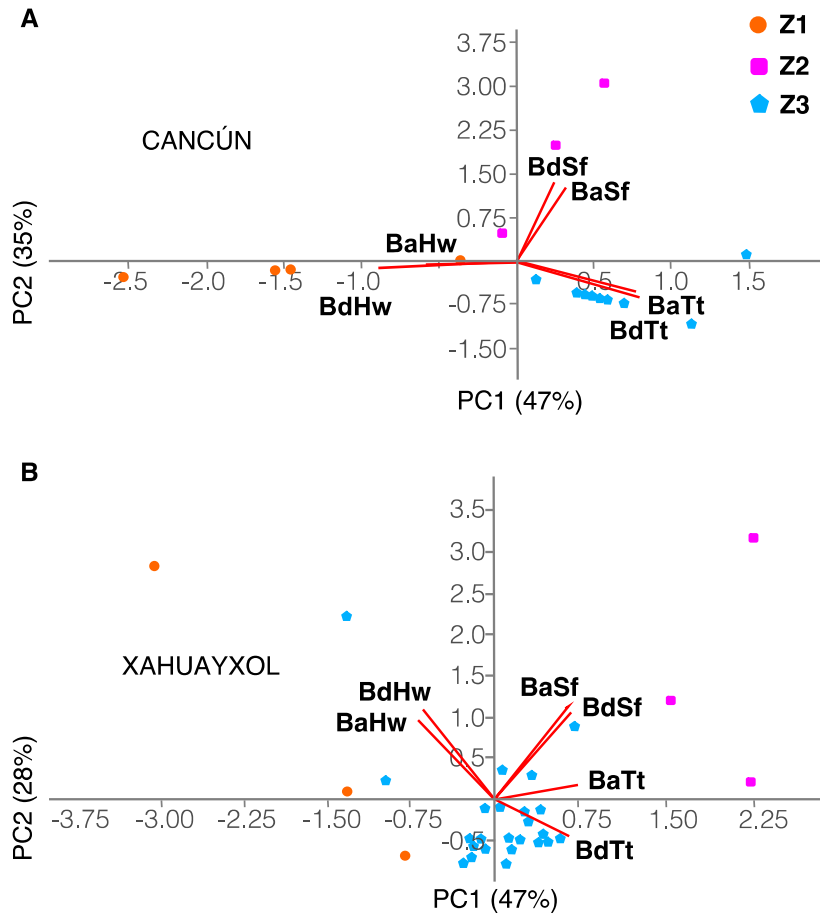 A
Z1
Z2
Z3
CANCÚN
3.75
3.00
2.25
1.50
0.75
-0.75
-1.50
BdSf
BaSf
BaHw
BdHw
BaTt
BdTt
-2.5 -2.0 -1.5 -1.0 0.5 1.0 1.5
PC2 (35%)
PC1 (47%)
B
XAHUAYXOL
3.5
3.0
2.5
2.0
1.5
1.0
0.5
-0.5
BdHw
BaHw
BaSf
BdSf
BaTt
BdTt
-3.75 -3.00 -2.25 -1.50 -0.75 0.75 1.50 2.25
PC2 (28%)
PC1 (47%)